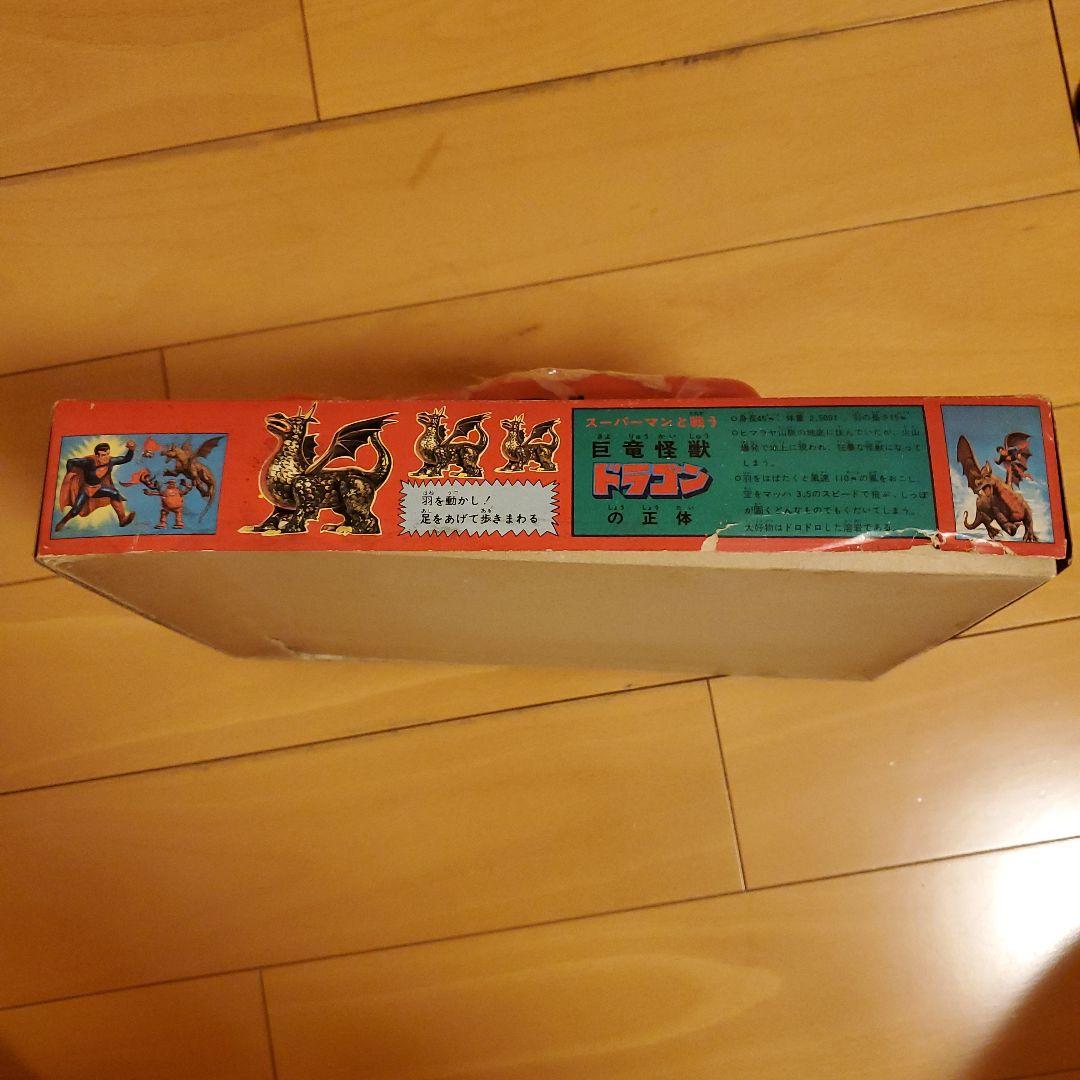 羽を動かし!
足をあげて歩きまわる
スーパーマンと戦う
巨竜怪獣
ドラゴン
の正体
○身長45m 体重2,500t 羽の長さ15m
○ヒマラヤ山脈の地底に住んでいたが、火山
爆発で地上に現われ、狂暴な怪獣になって
しまう。
○羽をはばたくと風速110mの風をおこし、
空をマッハ3.5のスピードで飛ぶ、しっぽ
が固くどんなものでもくだいてしまう。
大好物はドロドロした溶岩である。